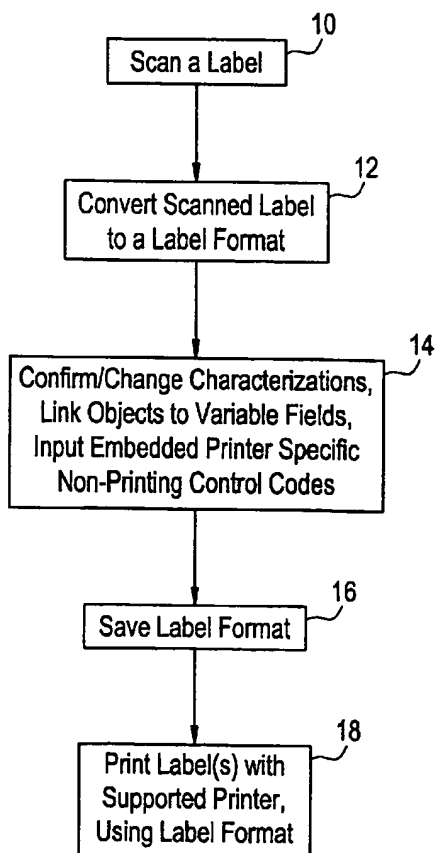 10
Scan a Label
12
Convert Scanned Label
to a Label Format
14
Confirm/Change Characterizations,
Link Objects to Variable Fields,
Input Embedded Printer Specific
Non-Printing Control Codes
16
Save Label Format
18
Print Label(s) with
Supported Printer,
Using Label Format